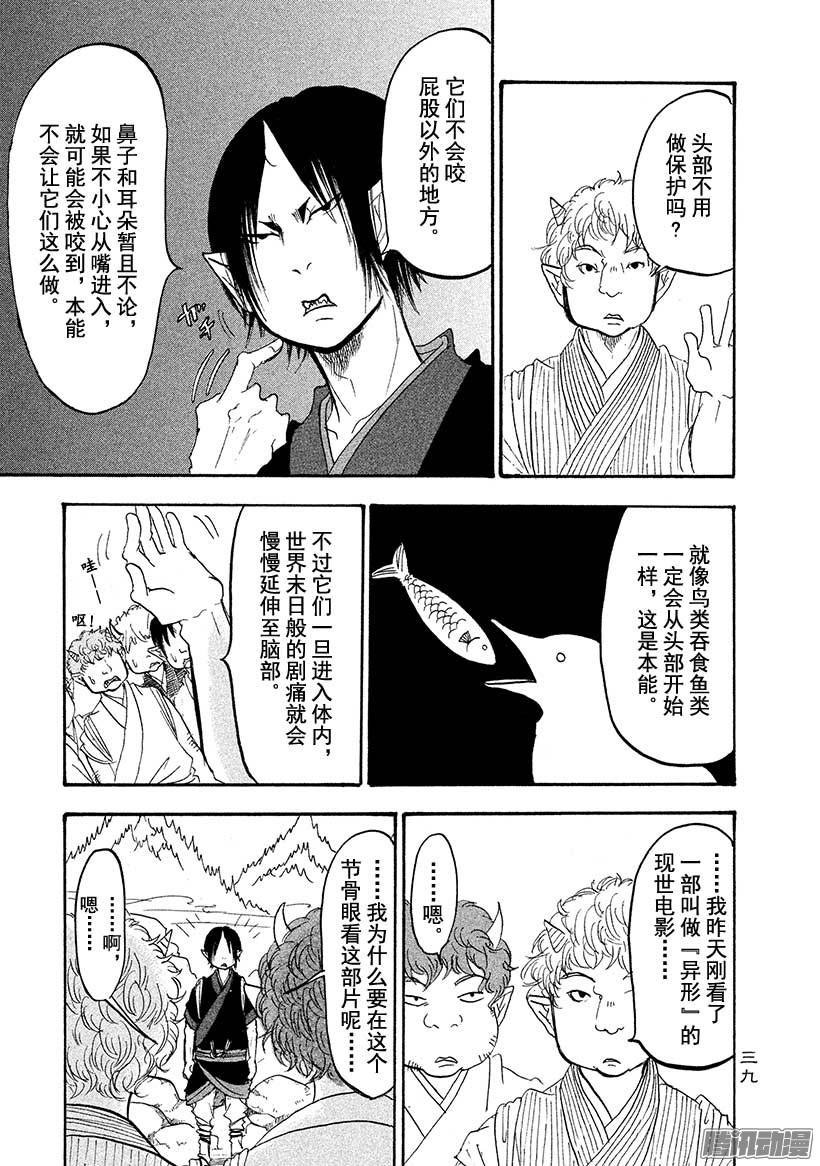 头部不用
做保护吗？
它们不会咬
屁股以外的地方。
鼻子和耳朵暂且不论，
如果不小心从嘴进入，
就可能会被咬到，本能
不会让它们这么做。
就像鸟类吞食鱼类
一定会从头部开始
一样，这是本能。
不过它们一旦进入体内，
世界末日般的剧痛就会
慢慢延伸至脑部。
哇—
呕！
……我昨天刚看了
一部叫做『异形』的
现世电影……
……嗯。
……我为什么要在这个
节骨眼看这部片呢……
……啊，
嗯……
三九
腾讯动漫